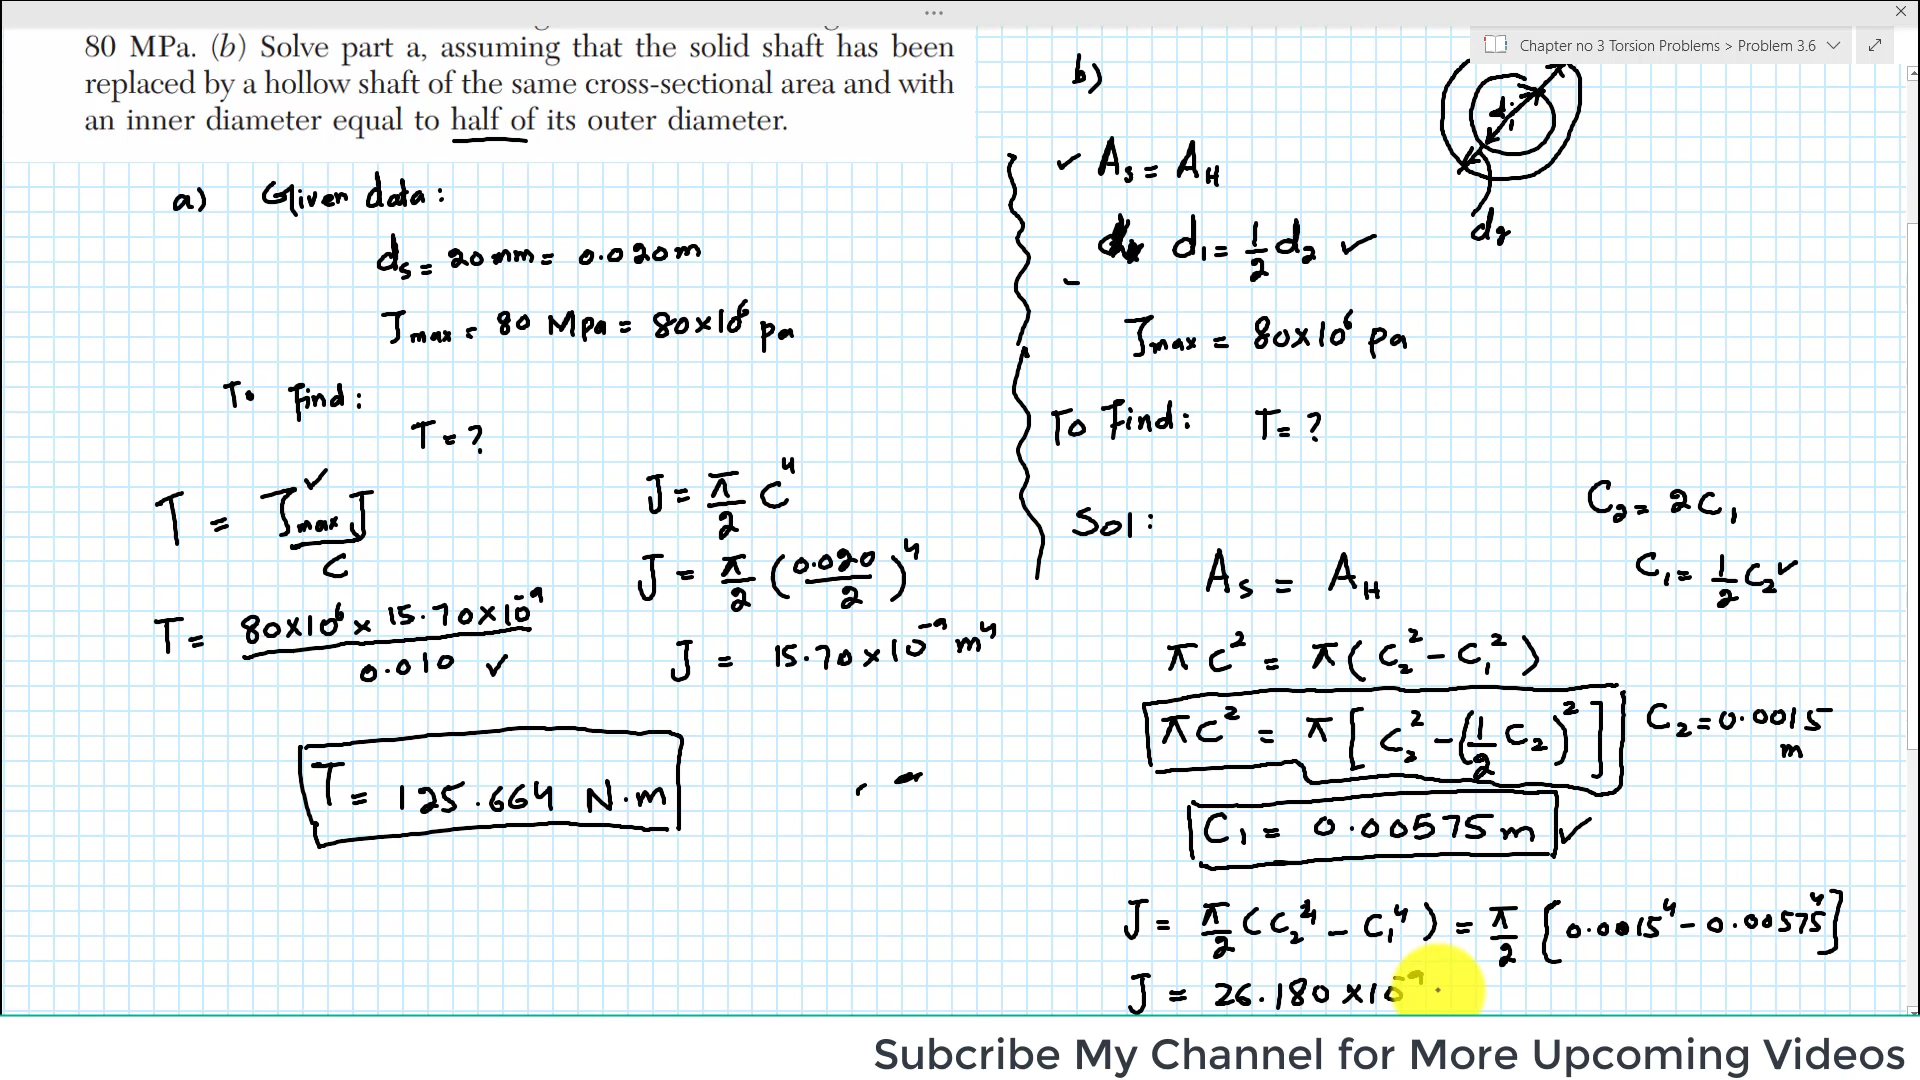 80 MPa. (b) Solve part a, assuming that the solid shaft has been
replaced by a hollow shaft of the same cross-sectional area and with
an inner diameter equal to half of its outer diameter.
Chapter no 3 Torsion Problems > Problem 3.6
a) Given data:
ds = 20 mm = 0.020 m
τmax = 80 Mpa = 80×10⁶ pa
To find:
T = ?
T = τmax J / C
J = π/2 C⁴
J = π/2 (0.020/2)⁴
T = 80×10⁶ × 15.70×10⁻⁹ / 0.010
J = 15.70×10⁻⁹ m⁴
T = 125.664 N.m
b)
d1
d2
As = AH
d1 = 1/2 d2
τmax = 80×10⁶ pa
To Find: T = ?
Sol:
C2 = 2C1
C1 = 1/2 C2
As = AH
πC² = π(C2² - C1²)
πC² = π[C2² - (1/2 C2)²]
C2 = 0.0015 m
C1 = 0.00575 m
J = π/2 (C2⁴ - C1⁴) = π/2 [0.0015⁴ - 0.00575⁴]
J = 26.180 ×10⁻⁹
Subcribe My Channel for More Upcoming Videos